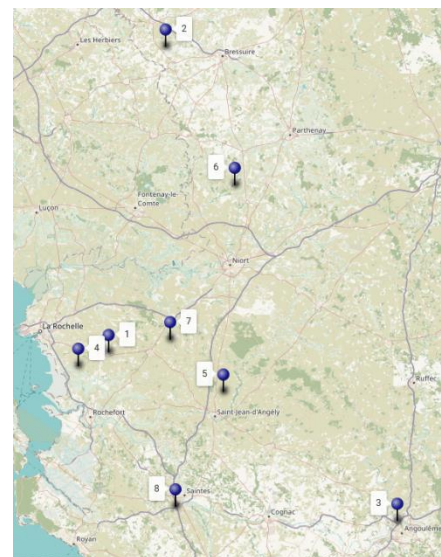 2
Les Herbiers
Bressuire
Parthenay
6
Fontenay-le-
Comte
Luçon
Niort
La Rochelle
7
1
4
5
Ruffec
Rochefort
Saint-Jean-d'Angély
8
Saintes
3
Cognac
Angoulême
Royan